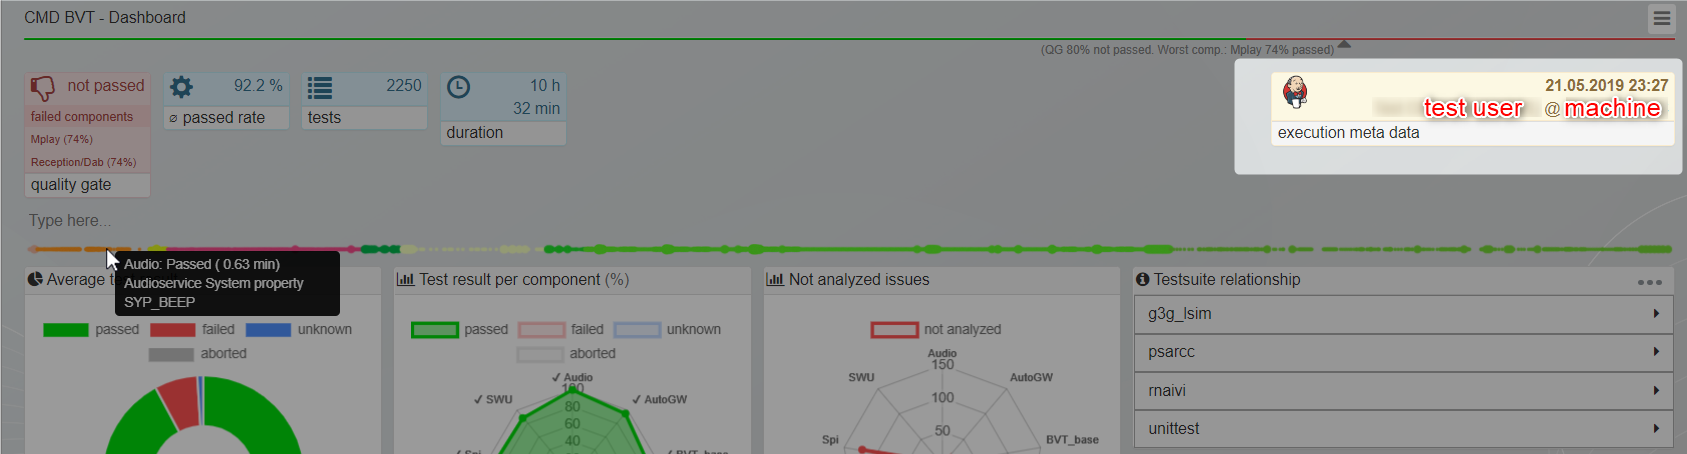 CMD BVT - Dashboard
(QG 80% not passed. Worst comp.: Mplay 74% passed)
not passed
failed components
Mplay (74%)
Reception/Dab (74%)
quality gate
92.2 %
⌀ passed rate
2250
tests
10 h
32 min
duration
21.05.2019 23:27
test user @ machine
execution meta data
Type here...
Audio: Passed ( 0.63 min)
Audioservice System property
SYP_BEEP
Average te
passed failed unknown
aborted
Test result per component (%)
passed failed unknown
aborted
✓ Audio
100
✓ SWU
✓ AutoGW
80
60
40
✓ Spi
✓ BVT_base
Not analyzed issues
not analyzed
Audio
150
SWU
AutoGW
100
50
Spi
BVT_base
Testsuite relationship
g3g_lsim
psarcc
rnaivi
unittest